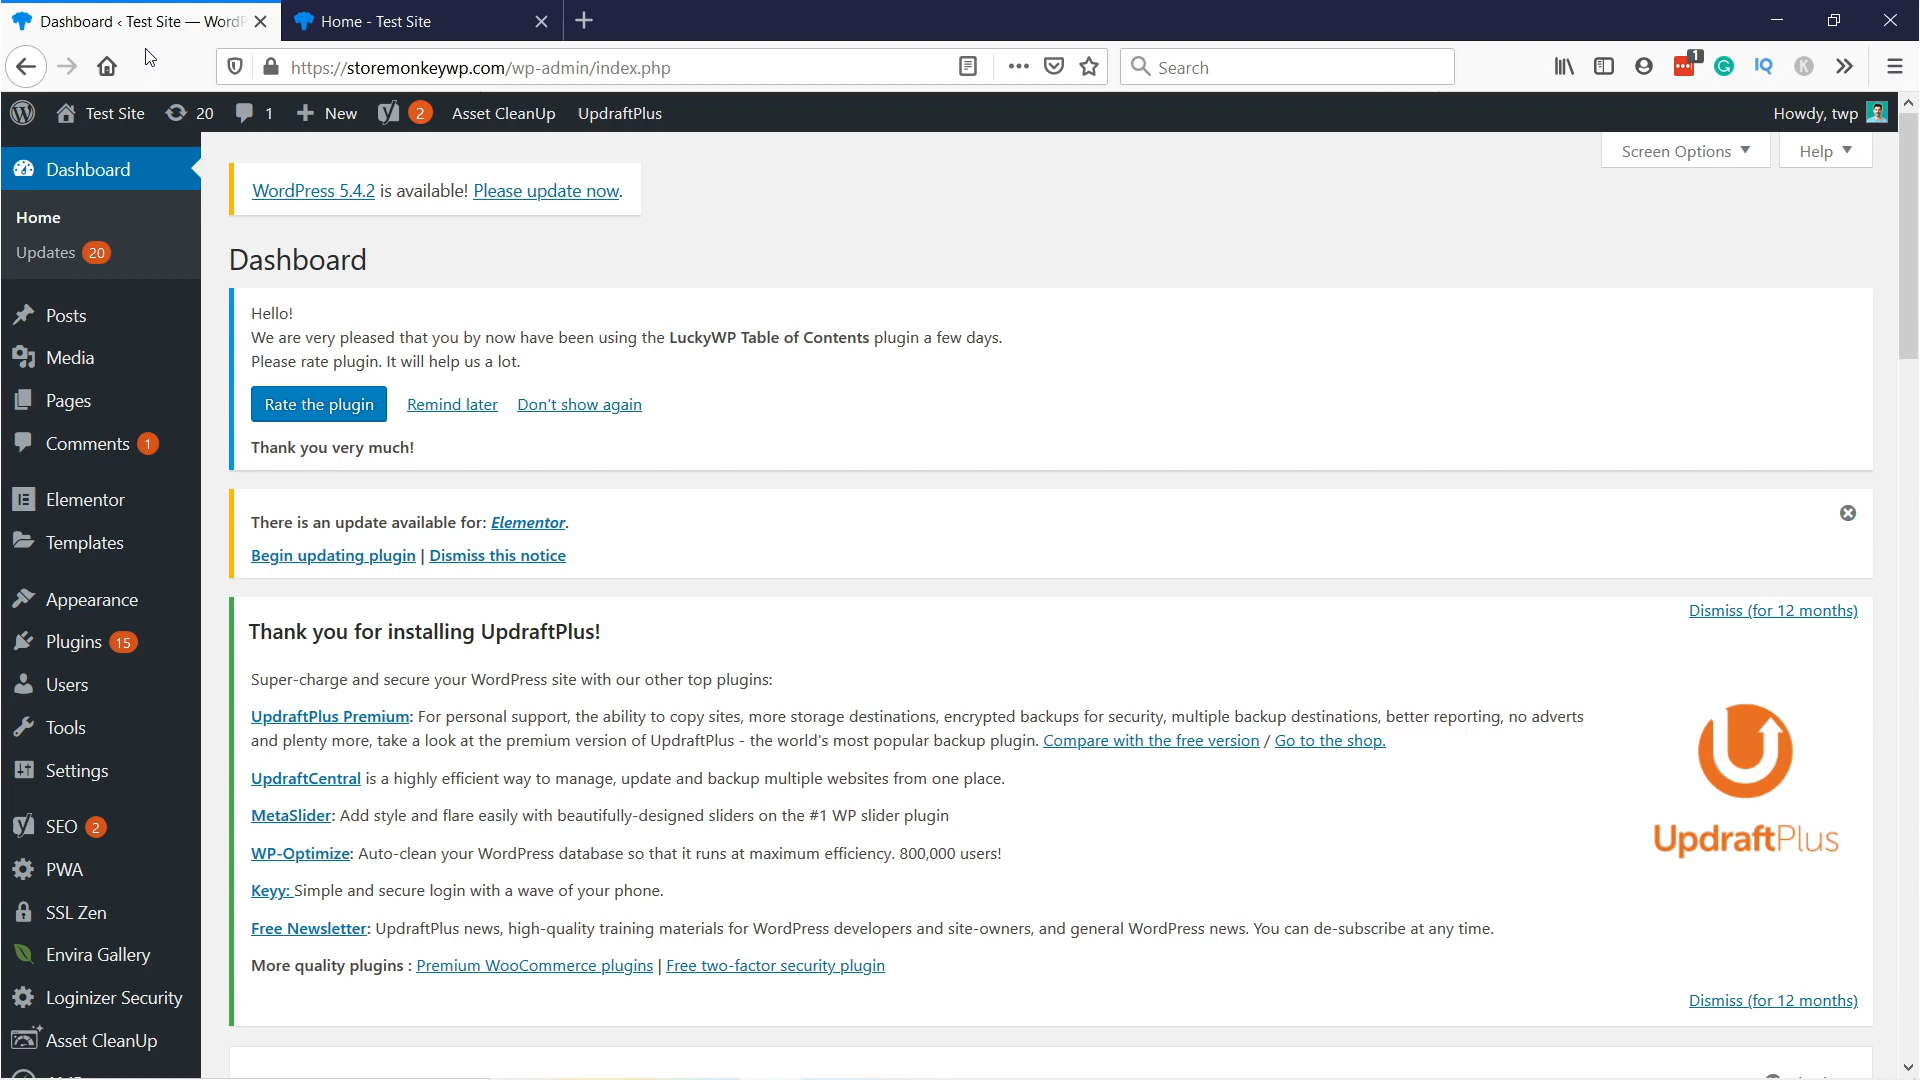 Dashboard ‹ Test Site — WordP
Home - Test Site
https://storemonkeywp.com/wp-admin/index.php
Search
1
Test Site
20
1
New
2
Asset CleanUp
UpdraftPlus
Howdy, twp
Screen Options
Help
Dashboard
Home
Updates 20
Posts
Media
Pages
Comments 1
Elementor
Templates
Appearance
Plugins 15
Users
Tools
Settings
SEO 2
PWA
SSL Zen
Envira Gallery
Loginizer Security
Asset CleanUp
WordPress 5.4.2 is available! Please update now.
Dashboard
Hello!
We are very pleased that you by now have been using the LuckyWP Table of Contents plugin a few days.
Please rate plugin. It will help us a lot.
Rate the plugin Remind later Don't show again
Thank you very much!
There is an update available for: Elementor.
Begin updating plugin | Dismiss this notice
Dismiss (for 12 months)
Thank you for installing UpdraftPlus!
Super-charge and secure your WordPress site with our other top plugins:
UpdraftPlus Premium: For personal support, the ability to copy sites, more storage destinations, encrypted backups for security, multiple backup destinations, better reporting, no adverts
and plenty more, take a look at the premium version of UpdraftPlus - the world's most popular backup plugin. Compare with the free version / Go to the shop.
UpdraftCentral is a highly efficient way to manage, update and backup multiple websites from one place.
MetaSlider: Add style and flare easily with beautifully-designed sliders on the #1 WP slider plugin
WP-Optimize: Auto-clean your WordPress database so that it runs at maximum efficiency. 800,000 users!
Keyy: Simple and secure login with a wave of your phone.
Free Newsletter: UpdraftPlus news, high-quality training materials for WordPress developers and site-owners, and general WordPress news. You can de-subscribe at any time.
More quality plugins : Premium WooCommerce plugins | Free two-factor security plugin
UpdraftPlus
Dismiss (for 12 months)